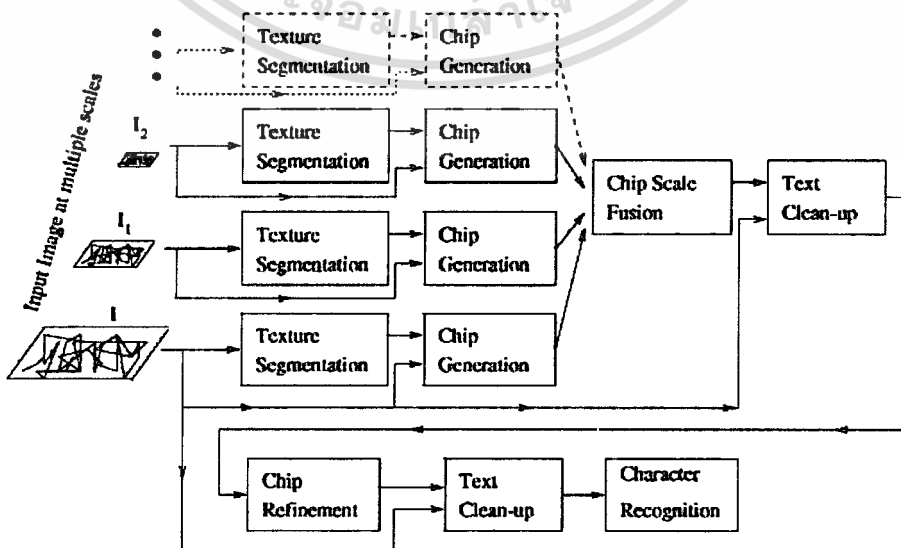 Texture
Segmentation
Chip
Generation
I2
Texture
Segmentation
Chip
Generation
Chip Scale
Fusion
Text
Clean-up
Input Image at multiple scales
I1
Texture
Segmentation
Chip
Generation
I
Texture
Segmentation
Chip
Generation
Chip
Refinement
Text
Clean-up
Character
Recognition